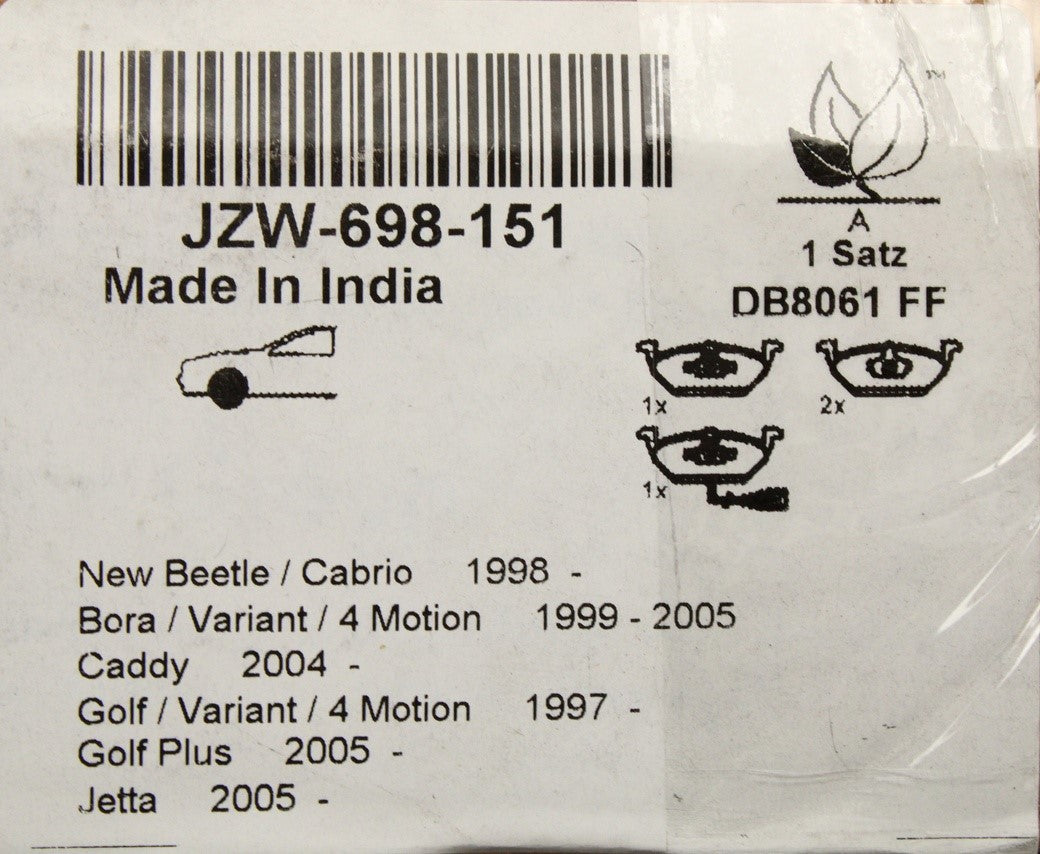 TM
JZW-698-151
Made In India
A
1 Satz
DB8061 FF
1x
2x
1x
New Beetle / Cabrio 1998 -
Bora / Variant / 4 Motion 1999 - 2005
Caddy 2004 -
Golf / Variant / 4 Motion 1997 -
Golf Plus 2005 -
Jetta 2005 -